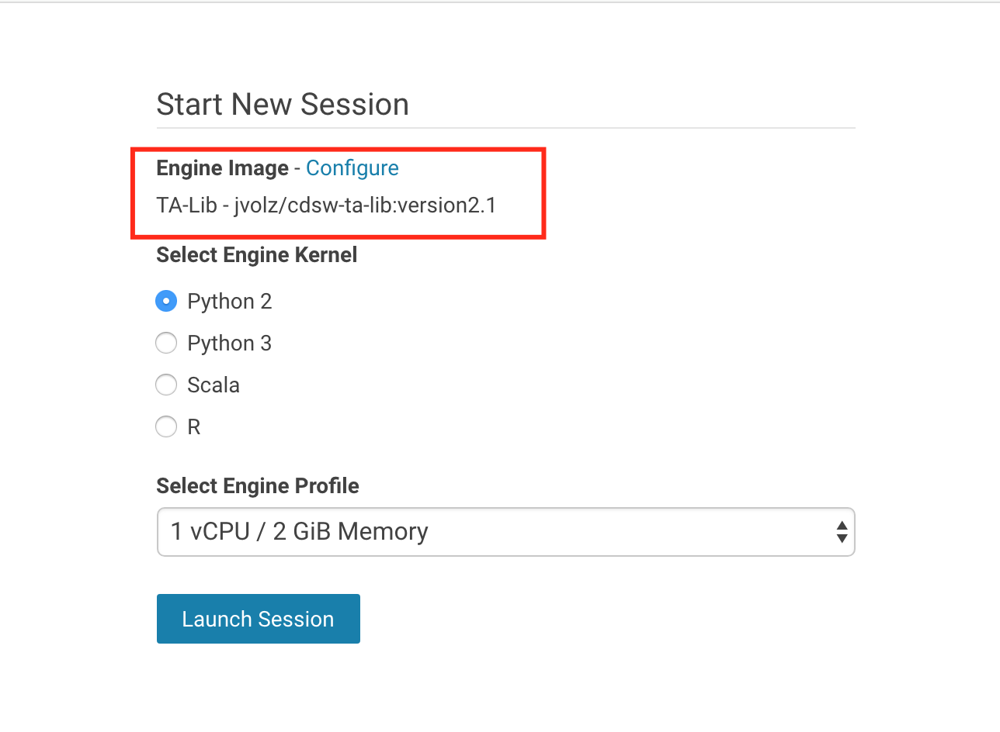 Start New Session
Engine Image - Configure
TA-Lib - jvolz/cdsw-ta-lib:version2.1
Select Engine Kernel
Python 2
Python 3
Scala
R
Select Engine Profile
1 vCPU / 2 GiB Memory
Launch Session